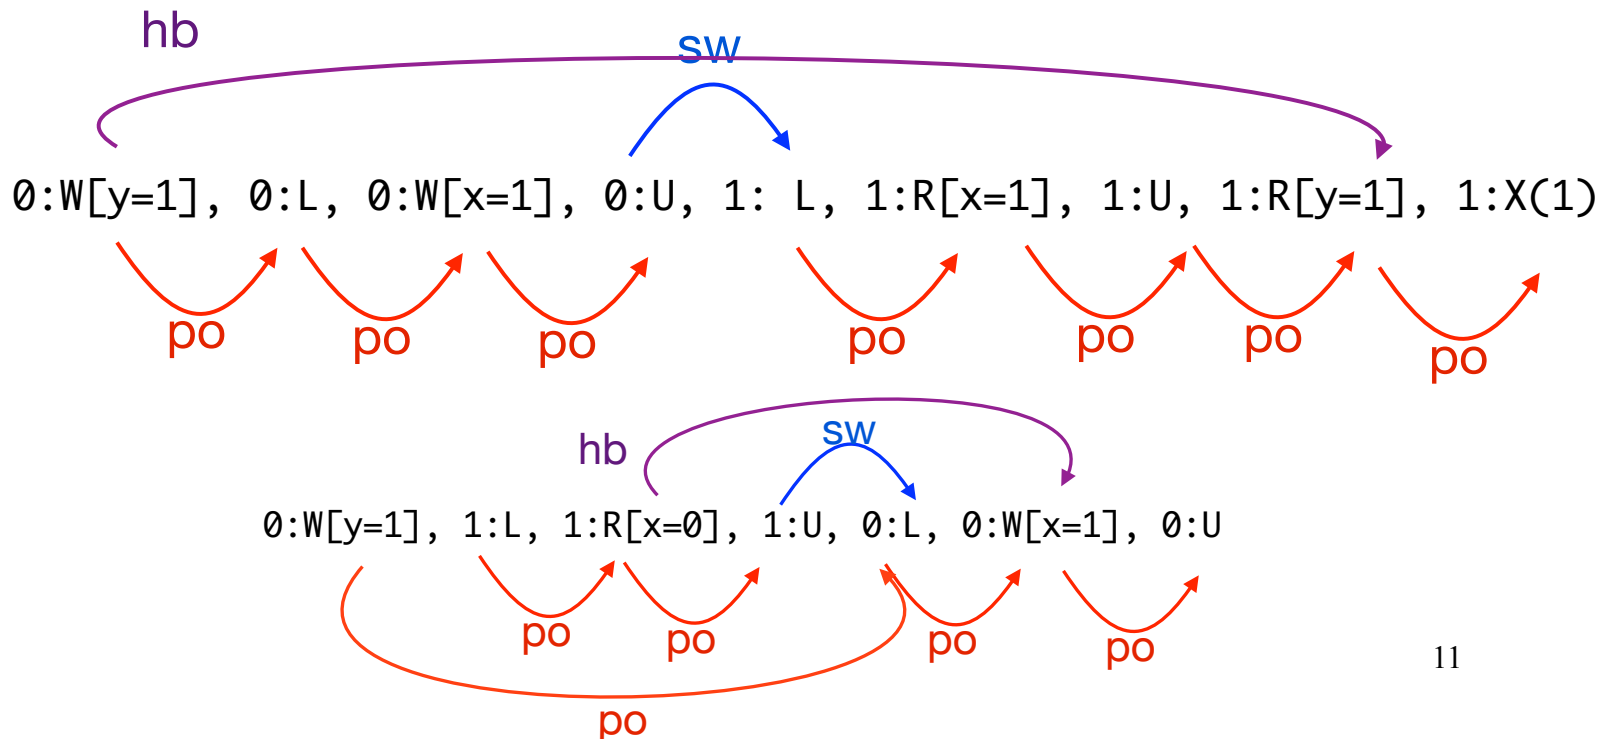 hb
sw
0:W[y=1], 0:L, 0:W[x=1], 0:U, 1: L, 1:R[x=1], 1:U, 1:R[y=1], 1:X(1)
po po po po po po po
hb sw
0:W[y=1], 1:L, 1:R[x=0], 1:U, 0:L, 0:W[x=1], 0:U
po po po po
11
po